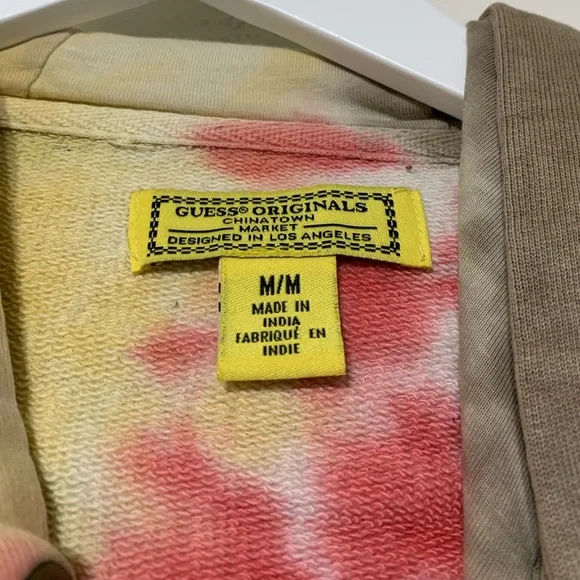 GUESS® ORIGINALS
CHINATOWN
MARKET
DESIGNED IN LOS ANGELES
M/M
MADE IN
INDIA
FABRIQUÉ EN
INDIE